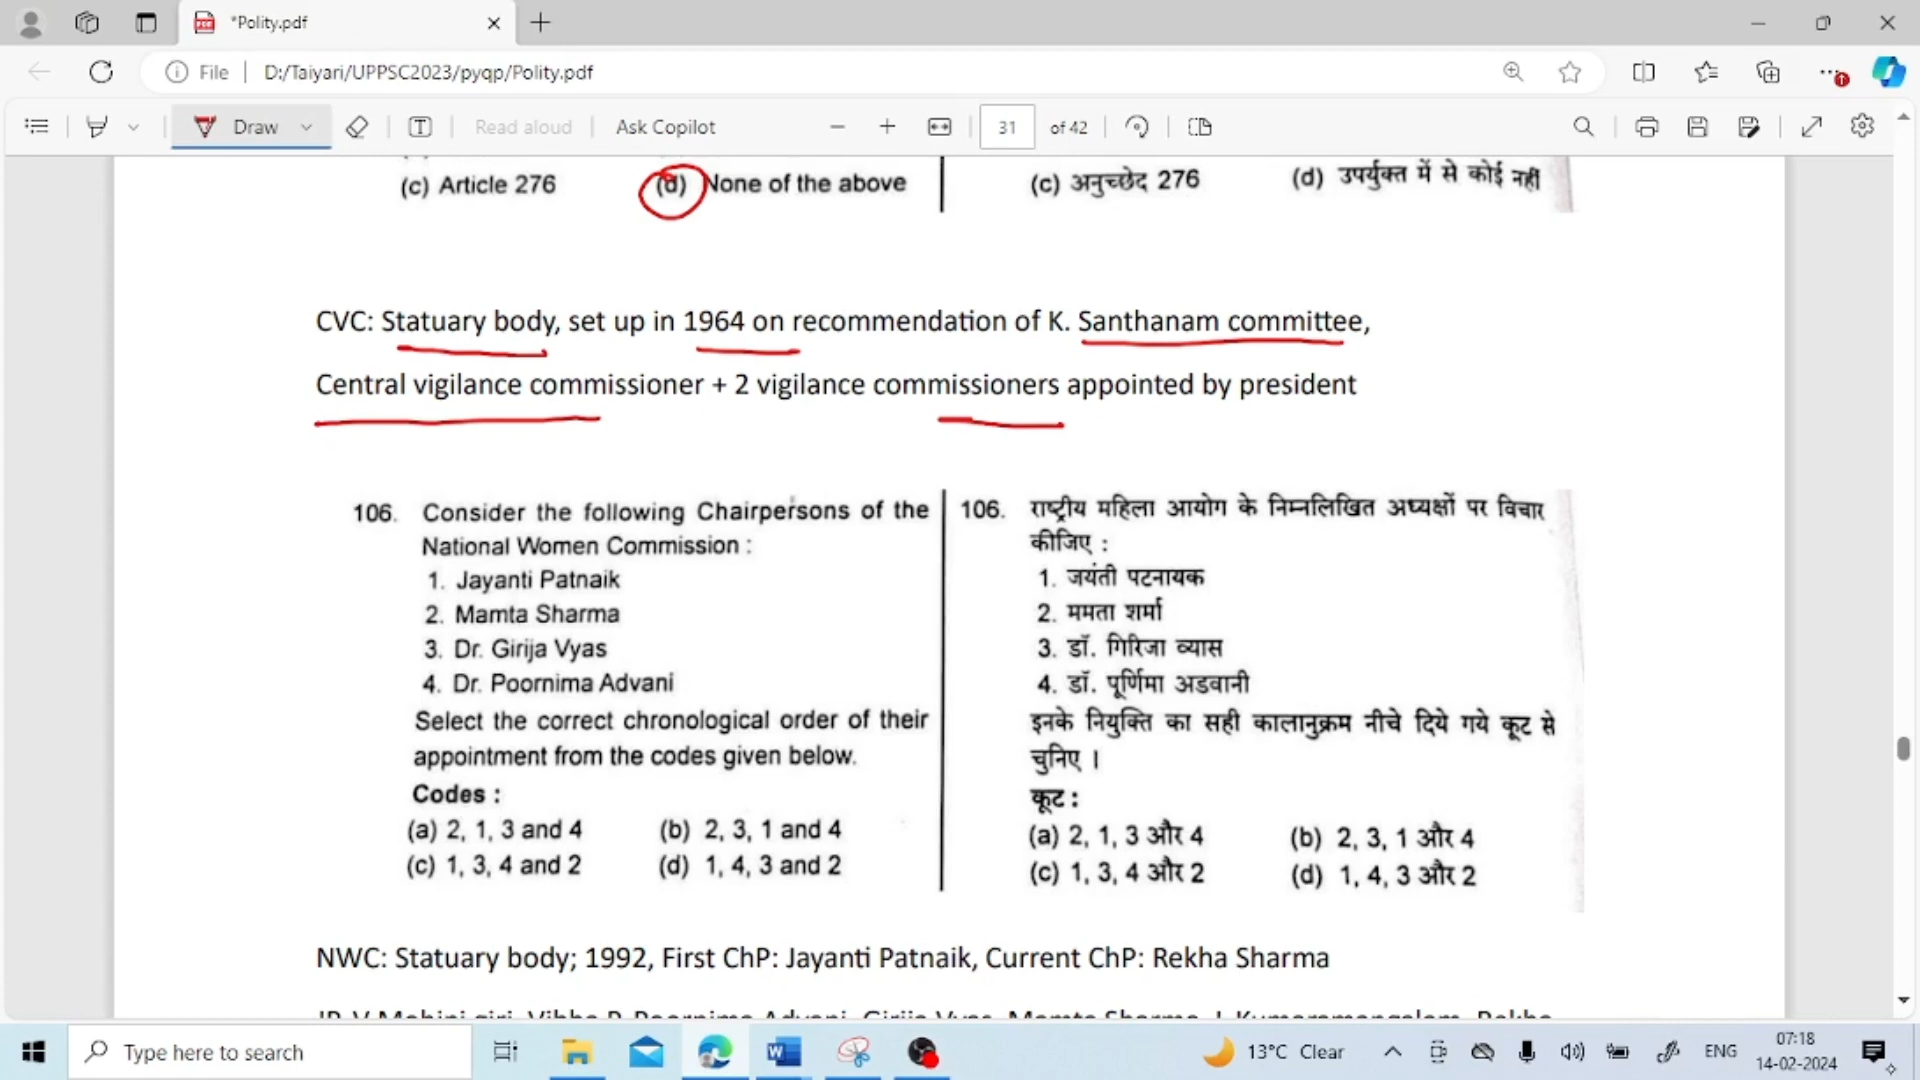 *Polity.pdf
File
D:/Taiyari/UPPSC2023/pyqp/Polity.pdf
Draw
Read aloud
Ask Copilot
31
of 42
(c) Article 276
(d) None of the above
(c) अनुच्छेद 276
(d) उपर्युक्त में से कोई नहीं
CVC: Statuary body, set up in 1964 on recommendation of K. Santhanam committee,
Central vigilance commissioner + 2 vigilance commissioners appointed by president
106. Consider the following Chairpersons of the
National Women Commission :
1. Jayanti Patnaik
2. Mamta Sharma
3. Dr. Girija Vyas
4. Dr. Poornima Advani
Select the correct chronological order of their
appointment from the codes given below.
Codes :
(a) 2, 1, 3 and 4
(b) 2, 3, 1 and 4
(c) 1, 3, 4 and 2
(d) 1, 4, 3 and 2
106. राष्ट्रीय महिला आयोग के निम्नलिखित अध्यक्षों पर विचार
कीजिए :
1. जयंती पटनायक
2. ममता शर्मा
3. डॉ. गिरिजा व्यास
4. डॉ. पूर्णिमा अडवानी
इनके नियुक्ति का सही कालानुक्रम नीचे दिये गये कूट से
चुनिए ।
कूट :
(a) 2, 1, 3 और 4
(b) 2, 3, 1 और 4
(c) 1, 3, 4 और 2
(d) 1, 4, 3 और 2
NWC: Statuary body; 1992, First ChP: Jayanti Patnaik, Current ChP: Rekha Sharma
Type here to search
13°C Clear
ENG
07:18
14-02-2024